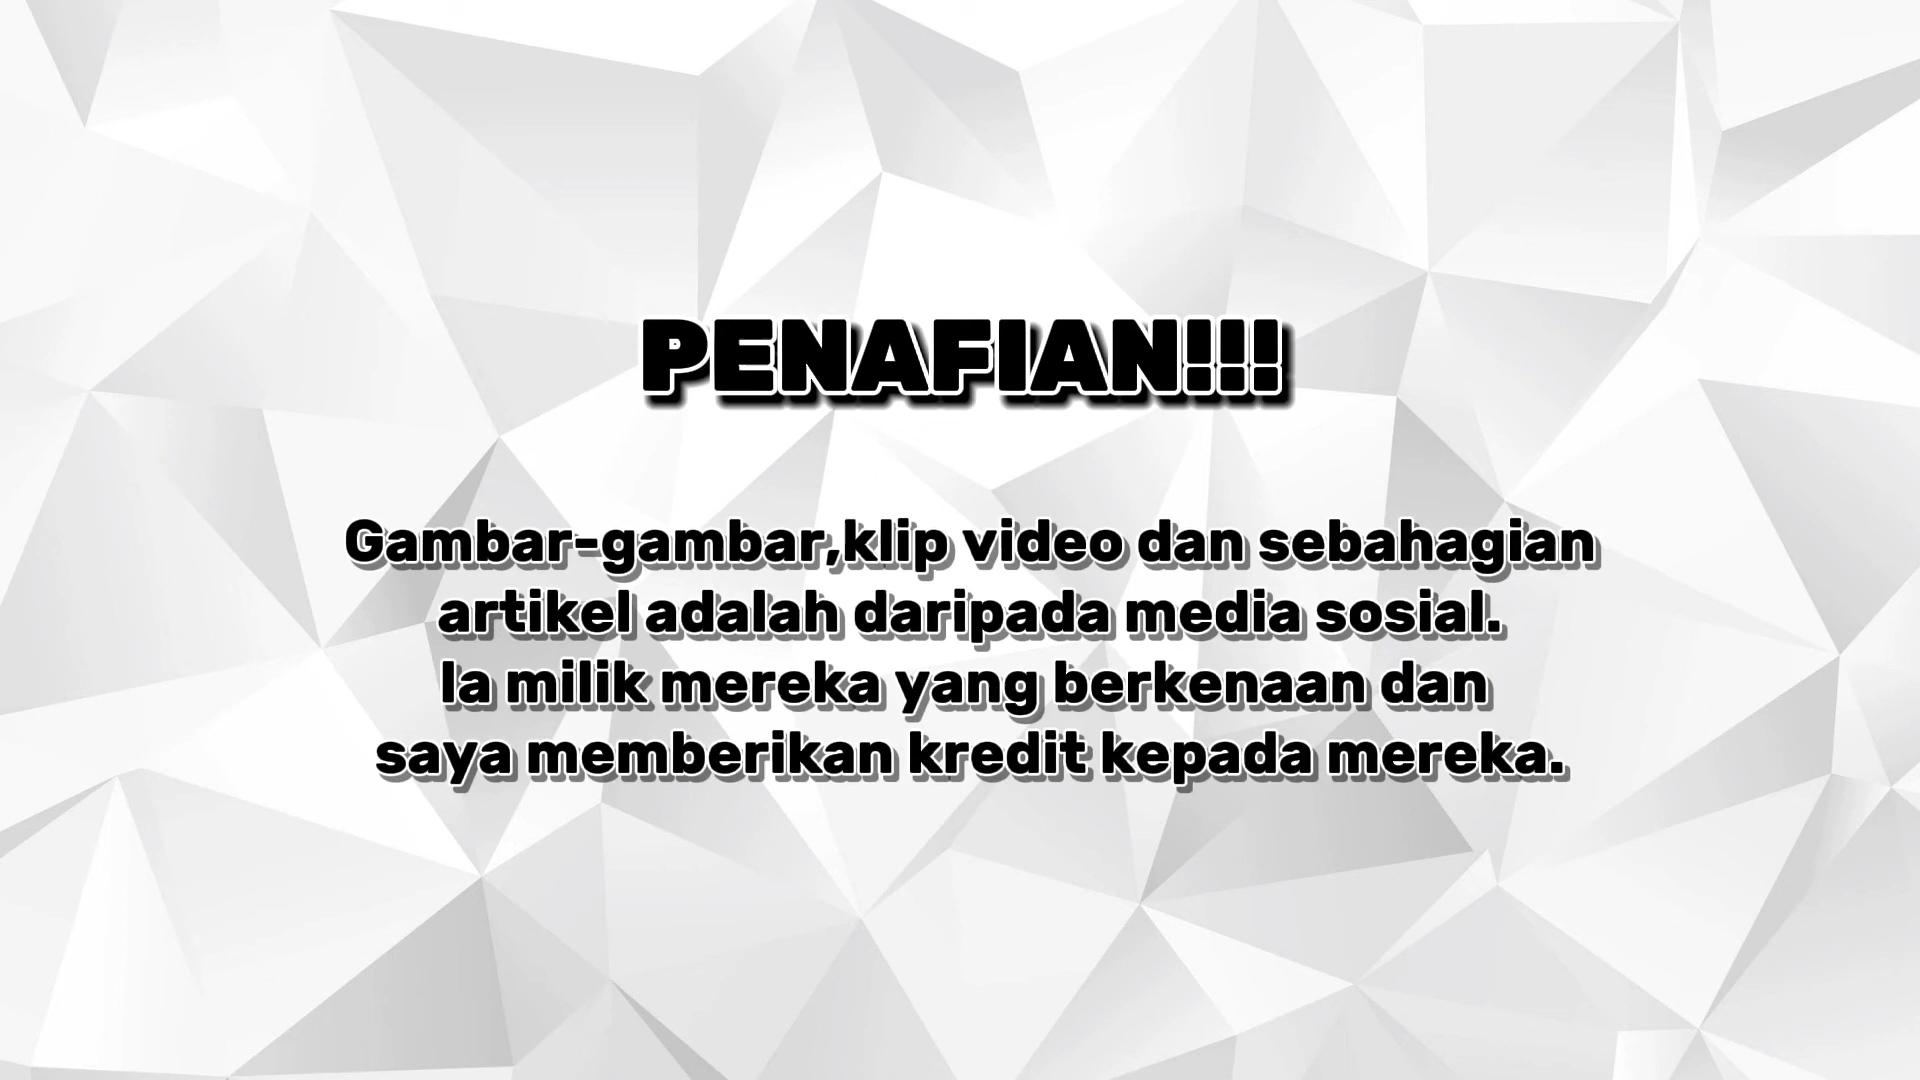 PENAFIAN!!!
Gambar-gambar,klip video dan sebahagian
artikel adalah daripada media sosial.
Ia milik mereka yang berkenaan dan
saya memberikan kredit kepada mereka.